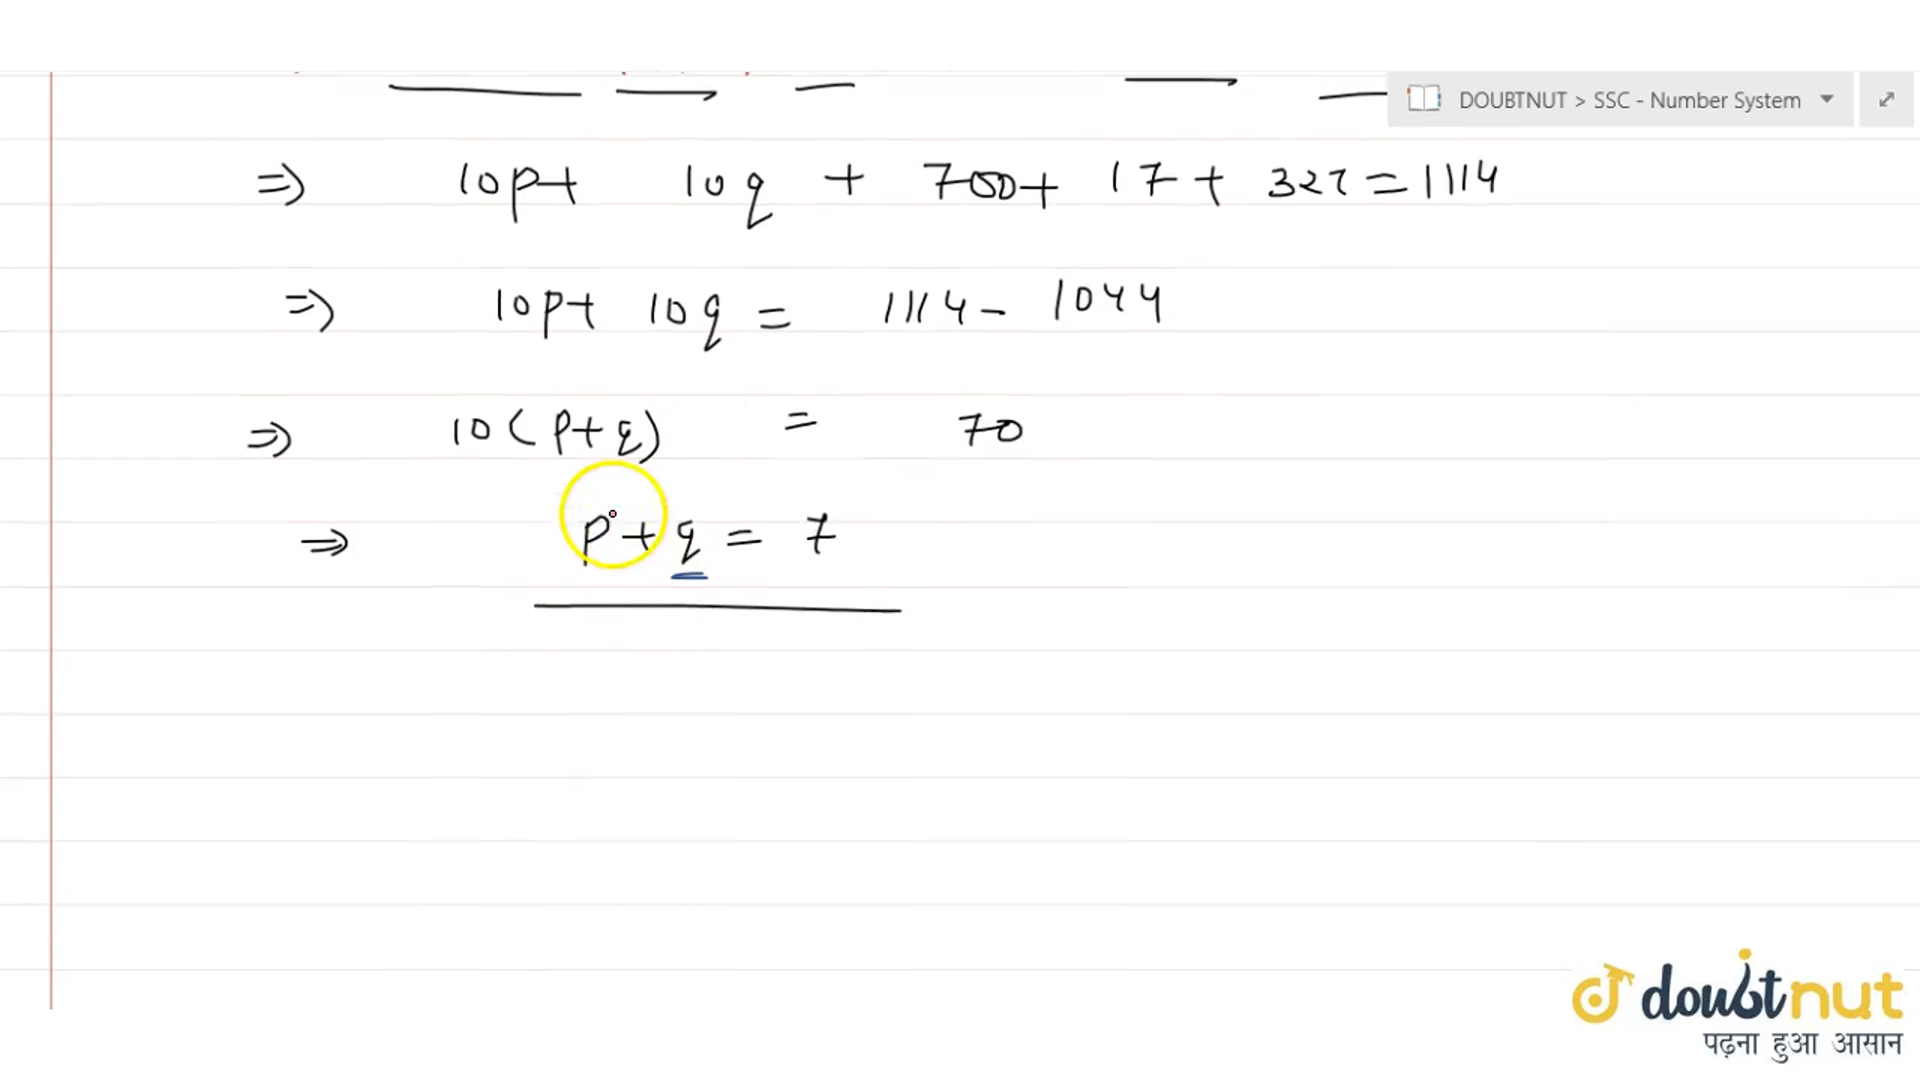 DOUBTNUT > SSC - Number System
⇒ 10p+ 10q + 700+ 17 + 327 = 1114
⇒ 10p+ 10q = 1114 - 1044
⇒ 10(p+q) = 70
⇒ p+q = 7
doubtnut
पढ़ना हुआ आसान